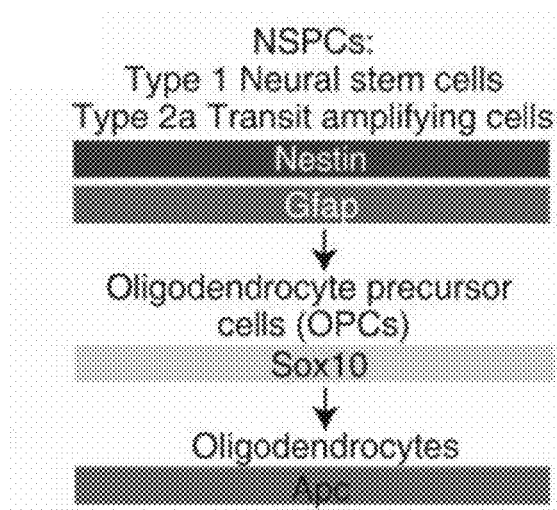 NSPCs:
Type 1 Neural stem cells
Type 2a Transit amplifying cells
Nestin
Gfap
Oligodendrocyte precursor
cells (OPCs)
Sox10
Oligodendrocytes
Apc